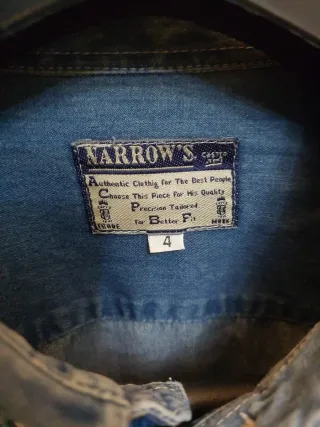 NARROW'S
Authentic Clothig for The Best People
Choose This Piece for His Quality
Precision Tailored
for Better Fit
TRADE MARK
4